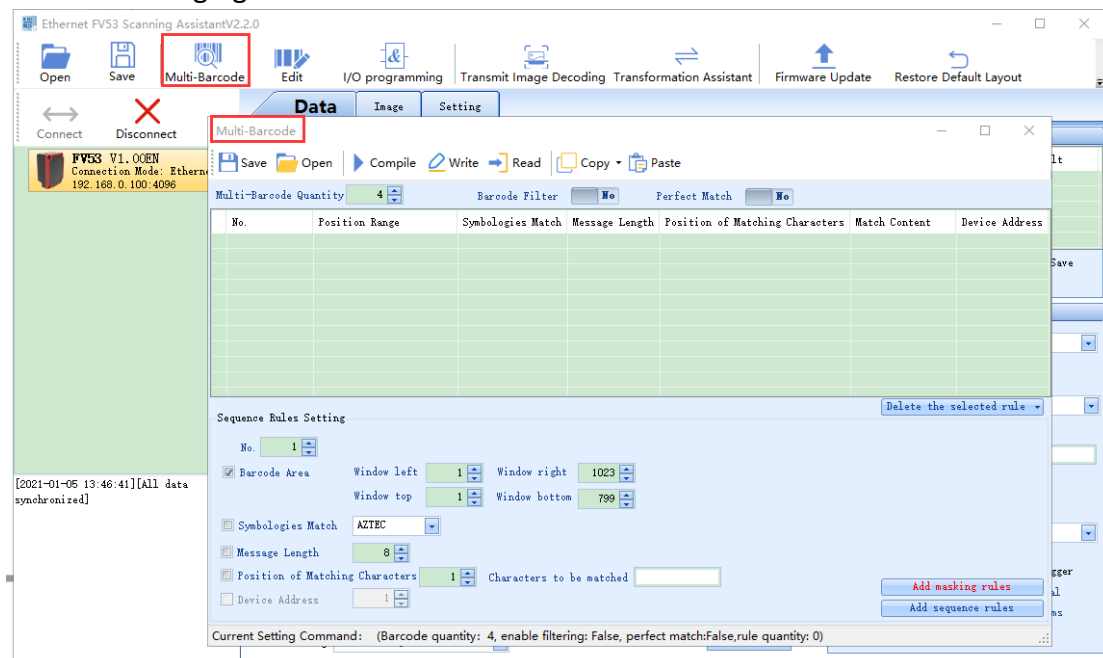 Ethernet FV53 Scanning AssistantV2.2.0
Open Save Multi-Barcode Edit I/O programming Transmit Image Decoding Transformation Assistant Firmware Update Restore Default Layout
Connect Disconnect
Data Image Setting
Multi-Barcode
FV53 V1.00EN
Connection Mode: Etherne
192.168.0.100:4096
Save Open Compile Write Read Copy Paste
lt
Multi-Barcode Quantity 4 Barcode Filter No Perfect Match No
No. Position Range Symbologies Match Message Length Position of Matching Characters Match Content Device Address
Save
Delete the selected rule
Sequence Rules Setting
No. 1
Barcode Area Window left 1 Window right 1023
Window top 1 Window bottom 799
[2021-01-05 13:46:41][All data
synchronized]
Symbologies Match AZTEC
Message Length 8
Position of Matching Characters 1 Characters to be matched
Device Address 1
Add masking rules
Add sequence rules
gger
al
ms
Current Setting Command: (Barcode quantity: 4, enable filtering: False, perfect match:False,rule quantity: 0)